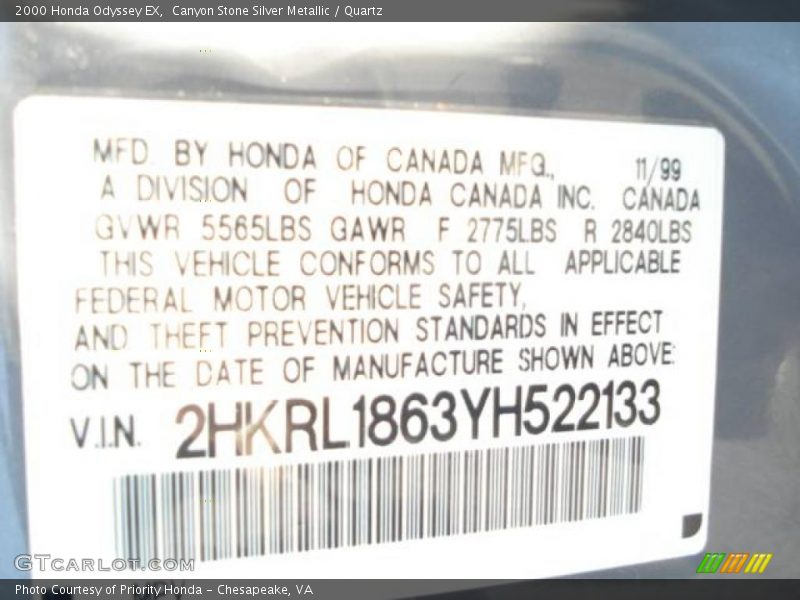 2000 Honda Odyssey EX,  Canyon Stone Silver Metallic / Quartz
MFD. BY HONDA OF CANADA MFG., 11/99
A DIVISION OF HONDA CANADA INC. CANADA
GVWR 5565LBS GAWR F 2775LBS R 2840LBS
THIS VEHICLE CONFORMS TO ALL APPLICABLE
FEDERAL MOTOR VEHICLE SAFETY,
AND THEFT PREVENTION STANDARDS IN EFFECT
ON THE DATE OF MANUFACTURE SHOWN ABOVE:
V.I.N. 2HKRL1863YH522133
GTcarlot.com
Photo Courtesy of Priority Honda - Chesapeake, VA